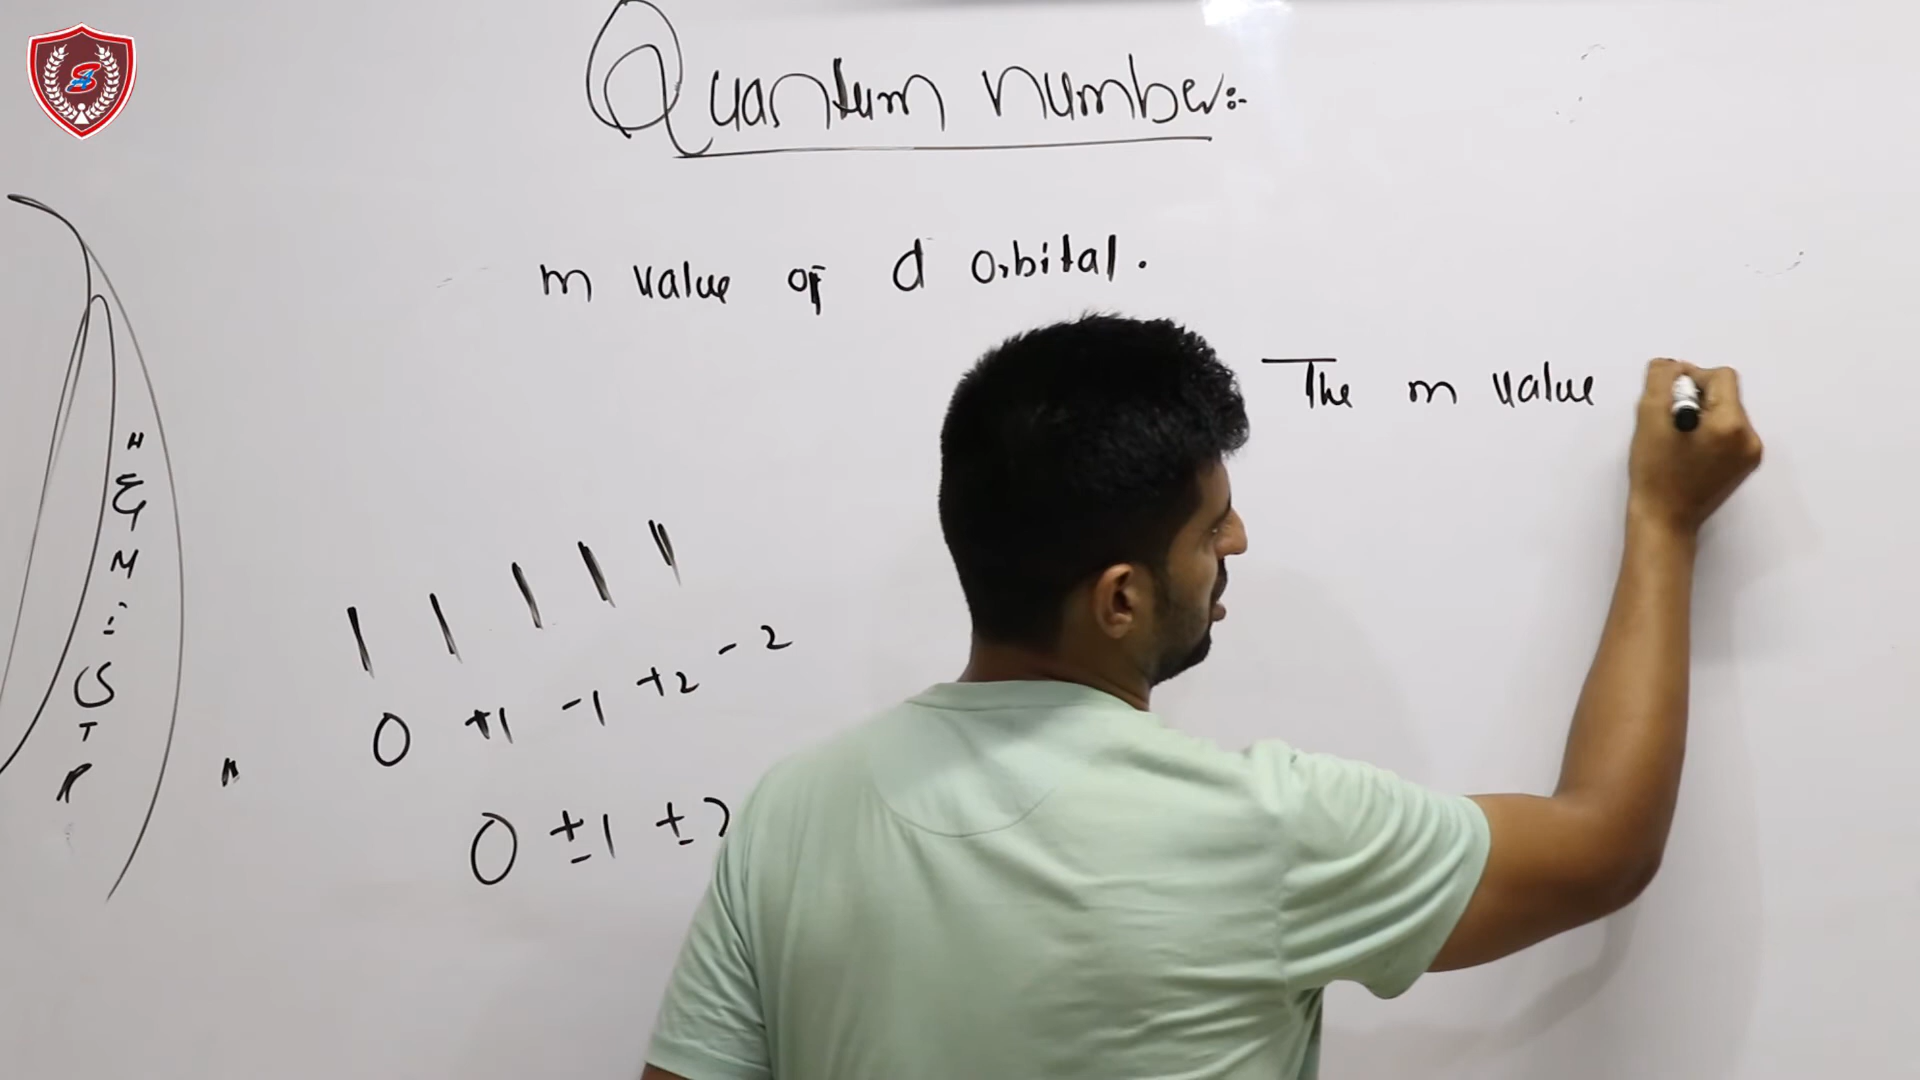 Quantum number:-
m value of d orbital.
The m value
H
E
M
I
S
T
R
0 +1 -1 +2 -2
0 ±1 ±2